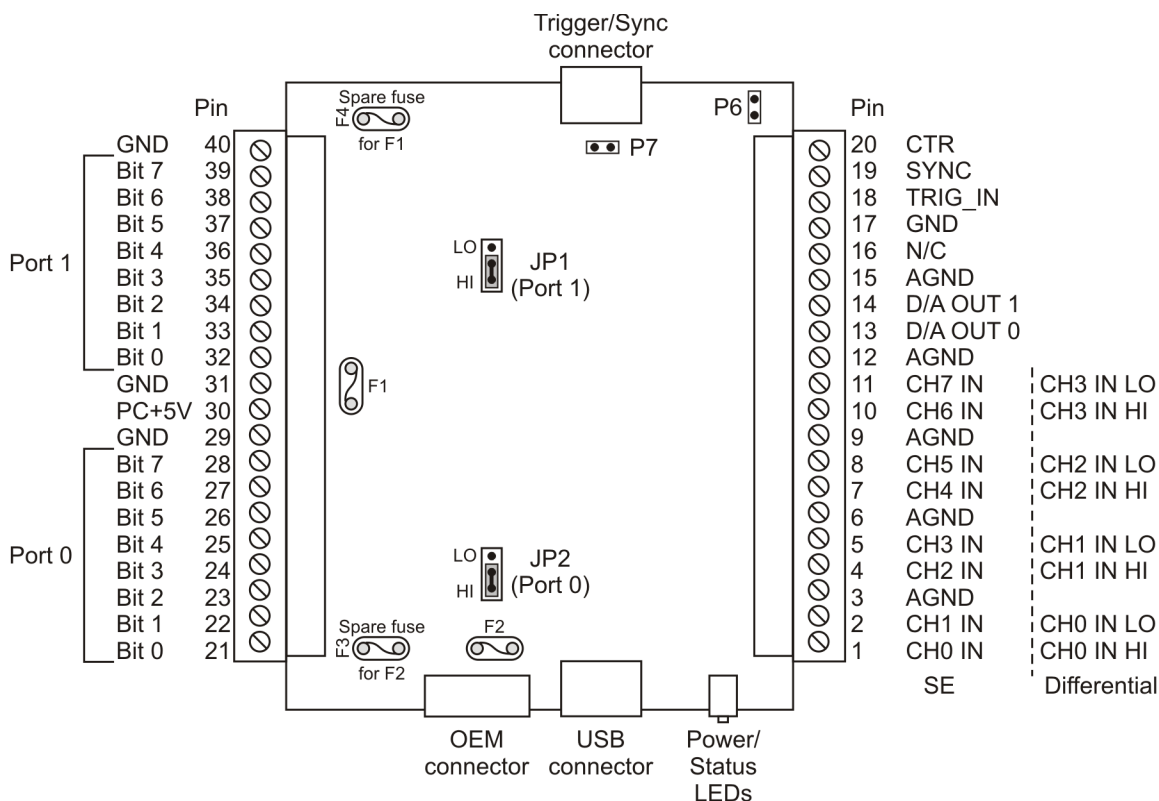 Trigger/Sync
connector
Spare fuse
F4
for F1
P6
P7
Pin
GND 40
Bit 7 39
Bit 6 38
Bit 5 37
Bit 4 36
Bit 3 35
Bit 2 34
Bit 1 33
Bit 0 32
GND 31
PC+5V 30
GND 29
Bit 7 28
Bit 6 27
Bit 5 26
Bit 4 25
Bit 3 24
Bit 2 23
Bit 1 22
Bit 0 21
Port 1
Port 0
LO
HI
JP1
(Port 1)
F1
LO
HI
JP2
(Port 0)
Spare fuse
F3
for F2
F2
Pin
20 CTR
19 SYNC
18 TRIG_IN
17 GND
16 N/C
15 AGND
14 D/A OUT 1
13 D/A OUT 0
12 AGND
11 CH7 IN CH3 IN LO
10 CH6 IN CH3 IN HI
9 AGND
8 CH5 IN CH2 IN LO
7 CH4 IN CH2 IN HI
6 AGND
5 CH3 IN CH1 IN LO
4 CH2 IN CH1 IN HI
3 AGND
2 CH1 IN CH0 IN LO
1 CH0 IN CH0 IN HI
SE Differential
OEM
connector
USB
connector
Power/
Status
LEDs